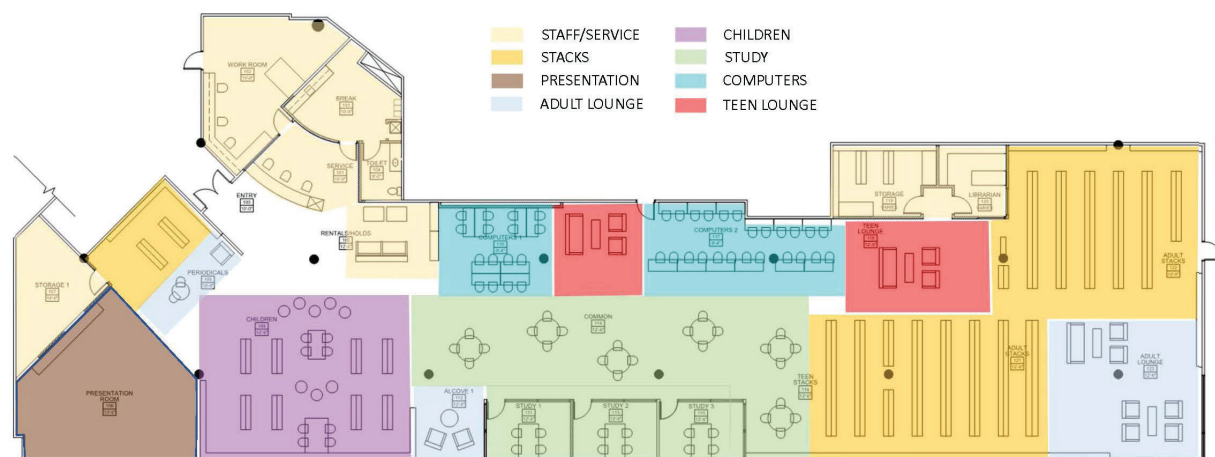 STAFF/SERVICE
STACKS
PRESENTATION
ADULT LOUNGE
CHILDREN
STUDY
COMPUTERS
TEEN LOUNGE
WORK ROOM
BREAK
SERVICE
TOILET
ENTRY
RENTALS/HOLDS
PERIODICALS
STORAGE 1
PRESENTATION
ROOM
CHILDREN
COMPUTERS 1
COMPUTERS 2
TEEN
LOUNGE
STORAGE
LIBRARIAN
ADULT
STACKS
COMMON
ALCOVE 1
STUDY 1
STUDY 2
STUDY 3
TEEN
STACKS
ADULT
STACKS
ADULT
LOUNGE